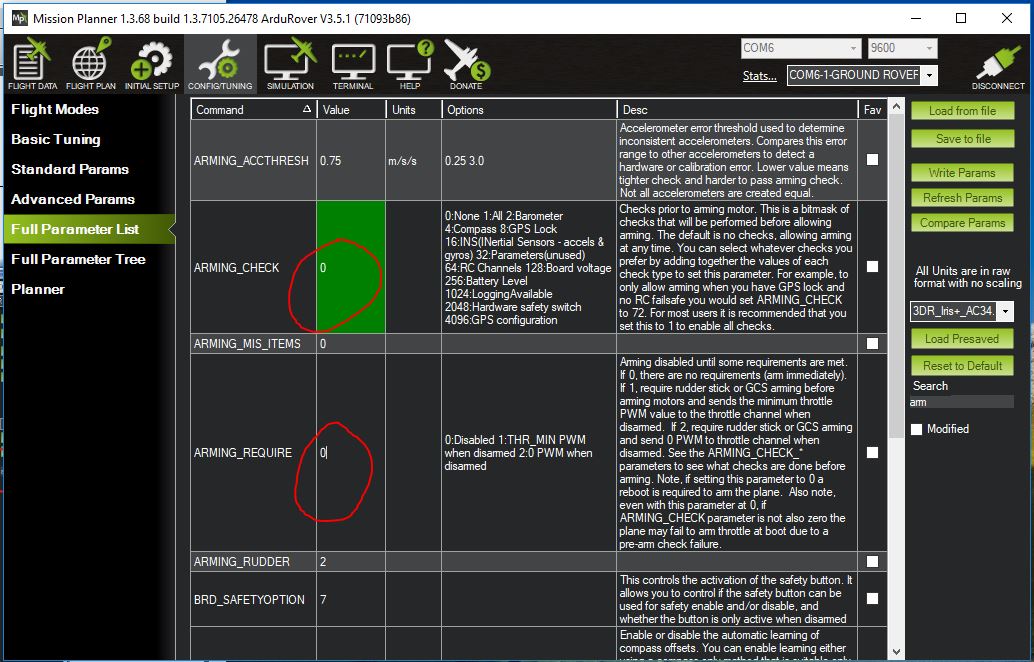 Mission Planner 1.3.68 build 1.3.7105.26478 ArduRover V3.5.1 (71093b86)
FLIGHT DATA
FLIGHT PLAN
INITIAL SETUP
CONFIG/TUNING
SIMULATION
TERMINAL
HELP
DONATE
COM6
9600
Stats...
COM6-1-GROUND ROVER
DISCONNECT
Flight Modes
Basic Tuning
Standard Params
Advanced Params
Full Parameter List
Full Parameter Tree
Planner
Command
Value
Units
Options
Desc
Fav
ARMING_ACCTHRESH
0.75
m/s/s
0.25 3.0
Accelerometer error threshold used to determine
inconsistent accelerometers. Compares this error
range to other accelerometers to detect a
hardware or calibration error. Lower value means
tighter check and harder to pass arming check.
Not all accelerometers are created equal.
ARMING_CHECK
0
0:None 1:All 2:Barometer
4:Compass 8:GPS Lock
16:INS(INertial Sensors - accels &
gyros) 32:Parameters(unused)
64:RC Channels 128:Board voltage
256:Battery Level
1024:LoggingAvailable
2048:Hardware safety switch
4096:GPS configuration
Checks prior to arming motor. This is a bitmask of
checks that will be performed before allowing
arming. The default is no checks, allowing arming
at any time. You can select whatever checks you
prefer by adding together the values of each
check type to set this parameter. For example, to
only allow arming when you have GPS lock and
no RC failsafe you would set ARMING_CHECK
to 72. For most users it is recommended that you
set this to 1 to enable all checks.
ARMING_MIS_ITEMS
0
ARMING_REQUIRE
0
0:Disabled 1:THR_MIN PWM
when disarmed 2:0 PWM when
disarmed
Arming disabled until some requirements are met.
If 0, there are no requirements (arm immediately).
If 1, require rudder stick or GCS arming before
arming motors and sends the minimum throttle
PWM value to the throttle channel when
disarmed.  If 2, require rudder stick or GCS arming
and send 0 PWM to throttle channel when
disarmed. See the ARMING_CHECK_*
parameters to see what checks are done before
arming. Note, if setting this parameter to 0 a
reboot is required to arm the plane.  Also note,
even with this parameter at 0, if
ARMING_CHECK parameter is not also zero the
plane may fail to arm throttle at boot due to a
pre-arm check failure.
ARMING_RUDDER
2
BRD_SAFETYOPTION
7
This controls the activation of the safety button. It
allows you to control if the safety button can be
used for safety enable and/or disable, and
whether the button is only active when disarmed
Enable or disable the automatic learning of
compass offsets. You can enable learning either
Load from file
Save to file
Write Params
Refresh Params
Compare Params
All Units are in raw
format with no scaling
3DR_Iris+_AC34.
Load Presaved
Reset to Default
Search
arm
Modified